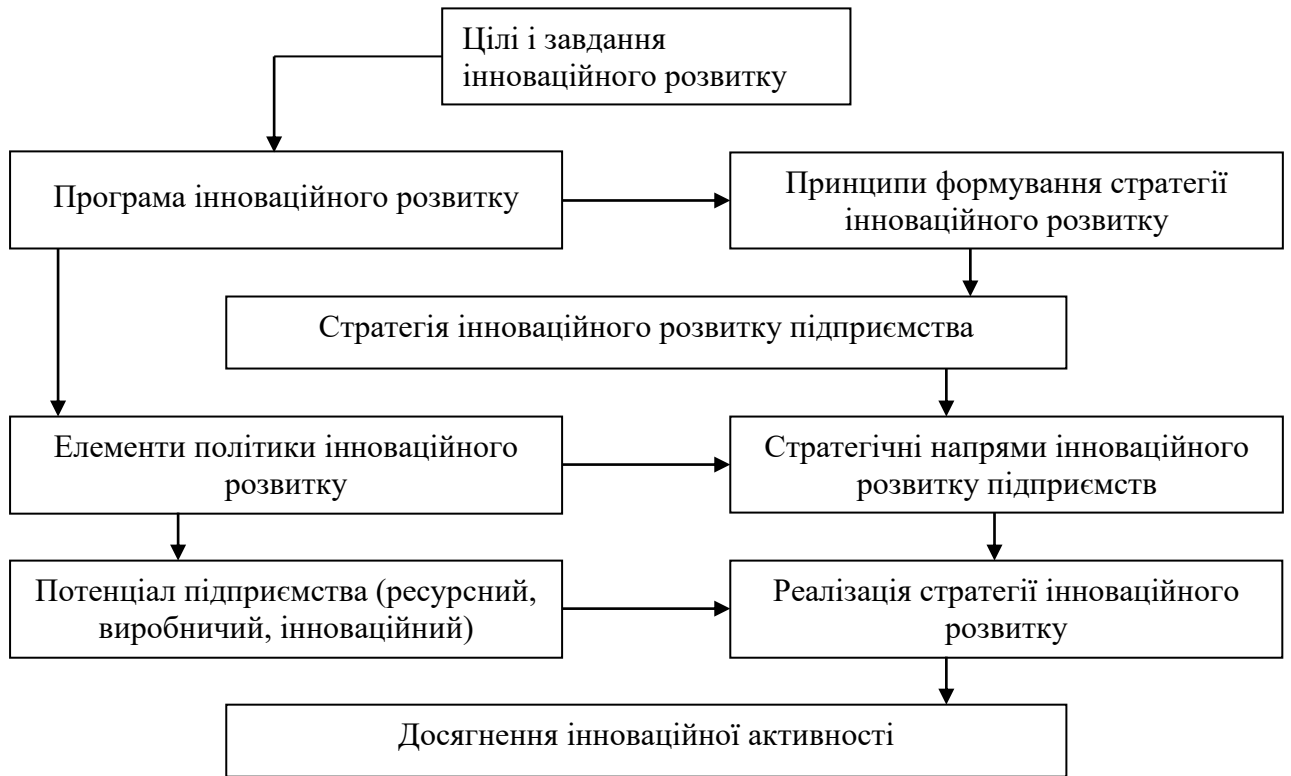 Цілі і завдання
інноваційного розвитку
Програма інноваційного розвитку
Принципи формування стратегії
інноваційного розвитку
Стратегія інноваційного розвитку підприємства
Елементи політики інноваційного
розвитку
Стратегічні напрями інноваційного
розвитку підприємств
Потенціал підприємства (ресурсний,
виробничий, інноваційний)
Реалізація стратегії інноваційного
розвитку
Досягнення інноваційної активності